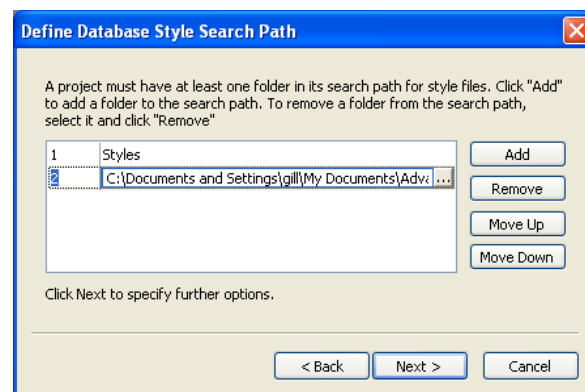 Define Database Style Search Path
A project must have at least one folder in its search path for style files. Click "Add"
to add a folder to the search path. To remove a folder from the search path,
select it and click "Remove"
1 Styles
2 C:\Documents and Settings\gill\My Documents\Adva ...
Add
Remove
Move Up
Move Down
Click Next to specify further options.
< Back Next > Cancel